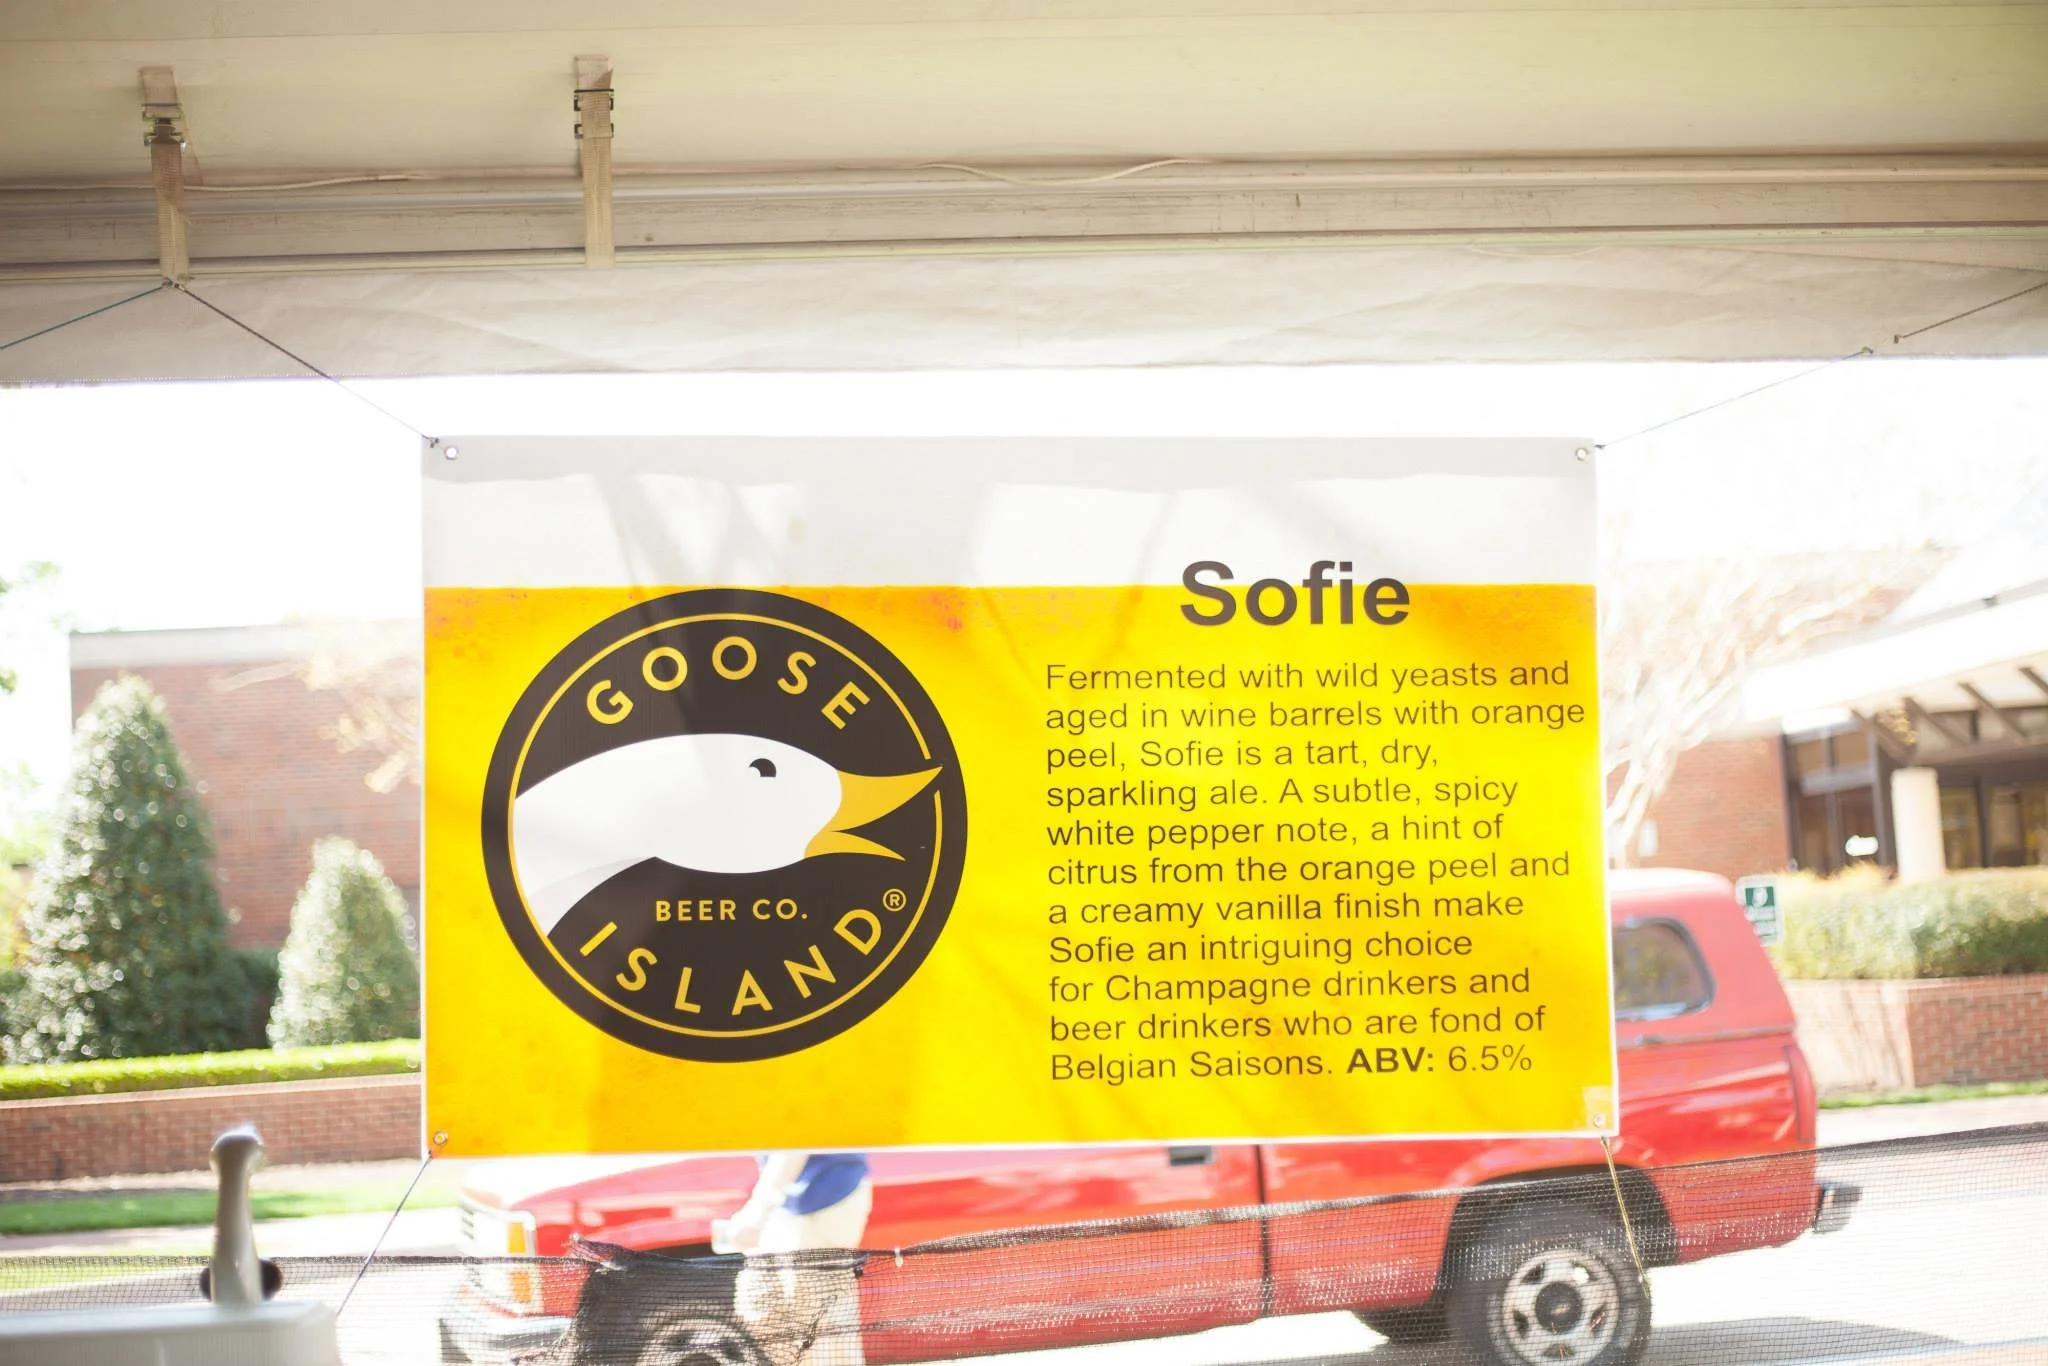 Sofie
GOOSE
BEER CO.
ISLAND®
Fermented with wild yeasts and
aged in wine barrels with orange
peel, Sofie is a tart, dry,
sparkling ale. A subtle, spicy
white pepper note, a hint of
citrus from the orange peel and
a creamy vanilla finish make
Sofie an intriguing choice
for Champagne drinkers and
beer drinkers who are fond of
Belgian Saisons. ABV: 6.5%